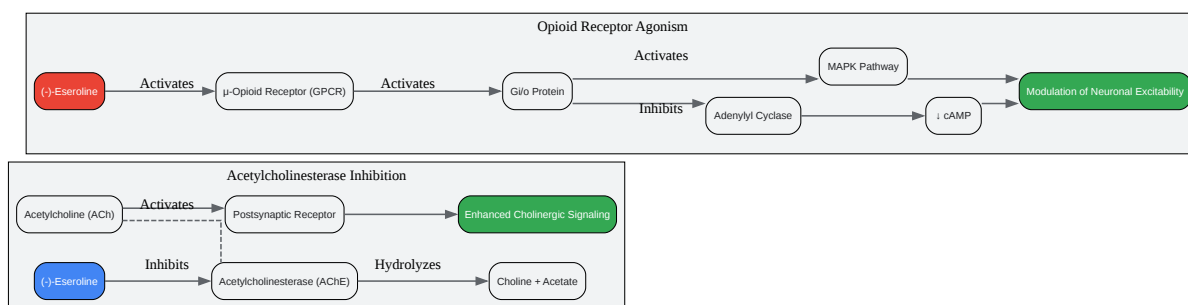 Opioid Receptor Agonism
Activates
MAPK Pathway
(-)-Eseroline
Activates
μ-Opioid Receptor (GPCR)
Activates
Gi/o Protein
Modulation of Neuronal Excitability
Inhibits
Adenylyl Cyclase
↓ cAMP
Acetylcholinesterase Inhibition
Acetylcholine (ACh)
Activates
Postsynaptic Receptor
Enhanced Cholinergic Signaling
(-)-Eseroline
Inhibits
Acetylcholinesterase (AChE)
Hydrolyzes
Choline + Acetate